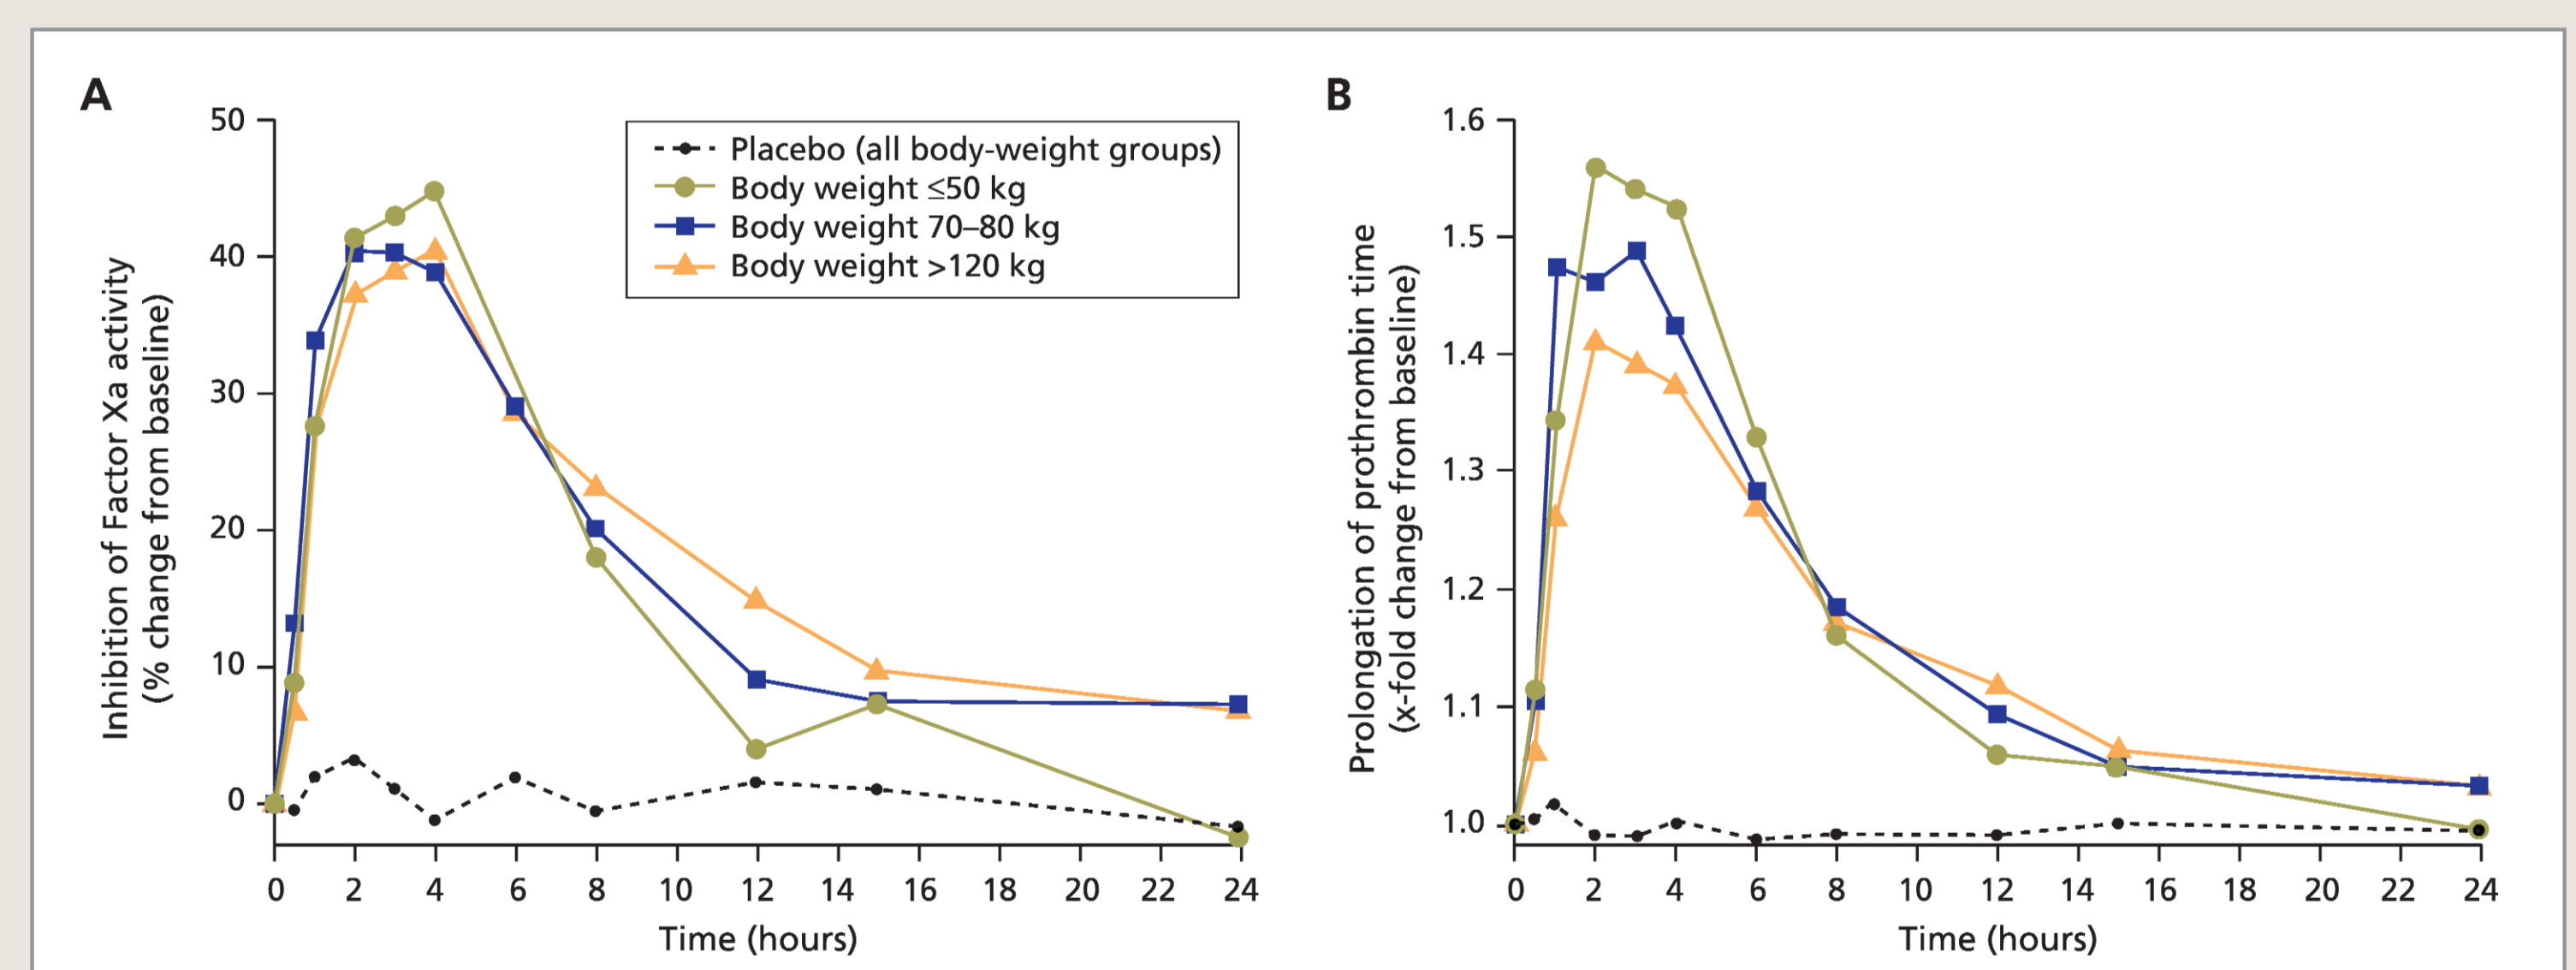 A
50
40
30
20
10
0
Inhibition of Factor Xa activity
(% change from baseline)
Placebo (all body-weight groups)
Body weight ≤50 kg
Body weight 70–80 kg
Body weight >120 kg
0 2 4 6 8 10 12 14 16 18 20 22 24
Time (hours)
B
1.6
1.5
1.4
1.3
1.2
1.1
1.0
Prolongation of prothrombin time
(x-fold change from baseline)
0 2 4 6 8 10 12 14 16 18 20 22 24
Time (hours)